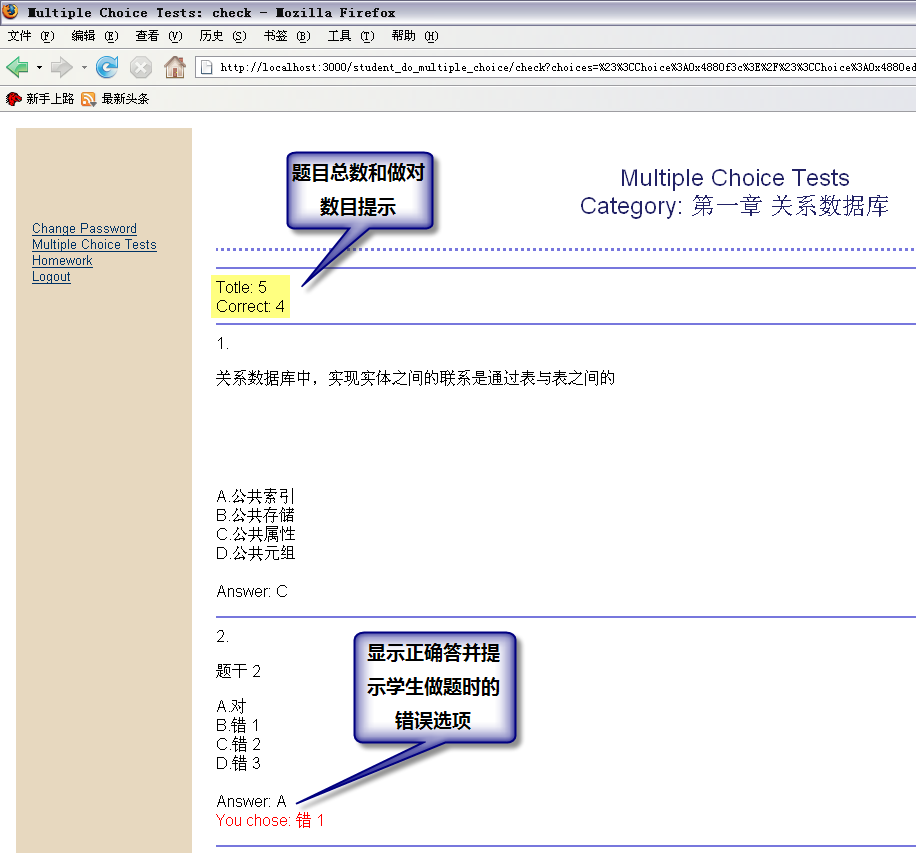 Multiple Choice Tests: check - Mozilla Firefox
文件 (F) 编辑 (E) 查看 (V) 历史 (S) 书签 (B) 工具 (T) 帮助 (H)
http://localhost:3000/student_do_multiple_choice/check?choices=%23%3CChoice%3A0x4880f3c%3E%2F%23%3CChoice%3A0x4880ed
新手上路 最新头条
题目总数和做对
数目提示
Multiple Choice Tests
Category: 第一章 关系数据库
Change Password
Multiple Choice Tests
Homework
Logout
Totle: 5
Correct: 4
1.
关系数据库中，实现实体之间的联系是通过表与表之间的
A.公共索引
B.公共存储
C.公共属性
D.公共元组
Answer: C
2.
题干 2
A.对
B.错 1
C.错 2
D.错 3
显示正确答并提
示学生做题时的
错误选项
Answer: A
You chose: 错 1